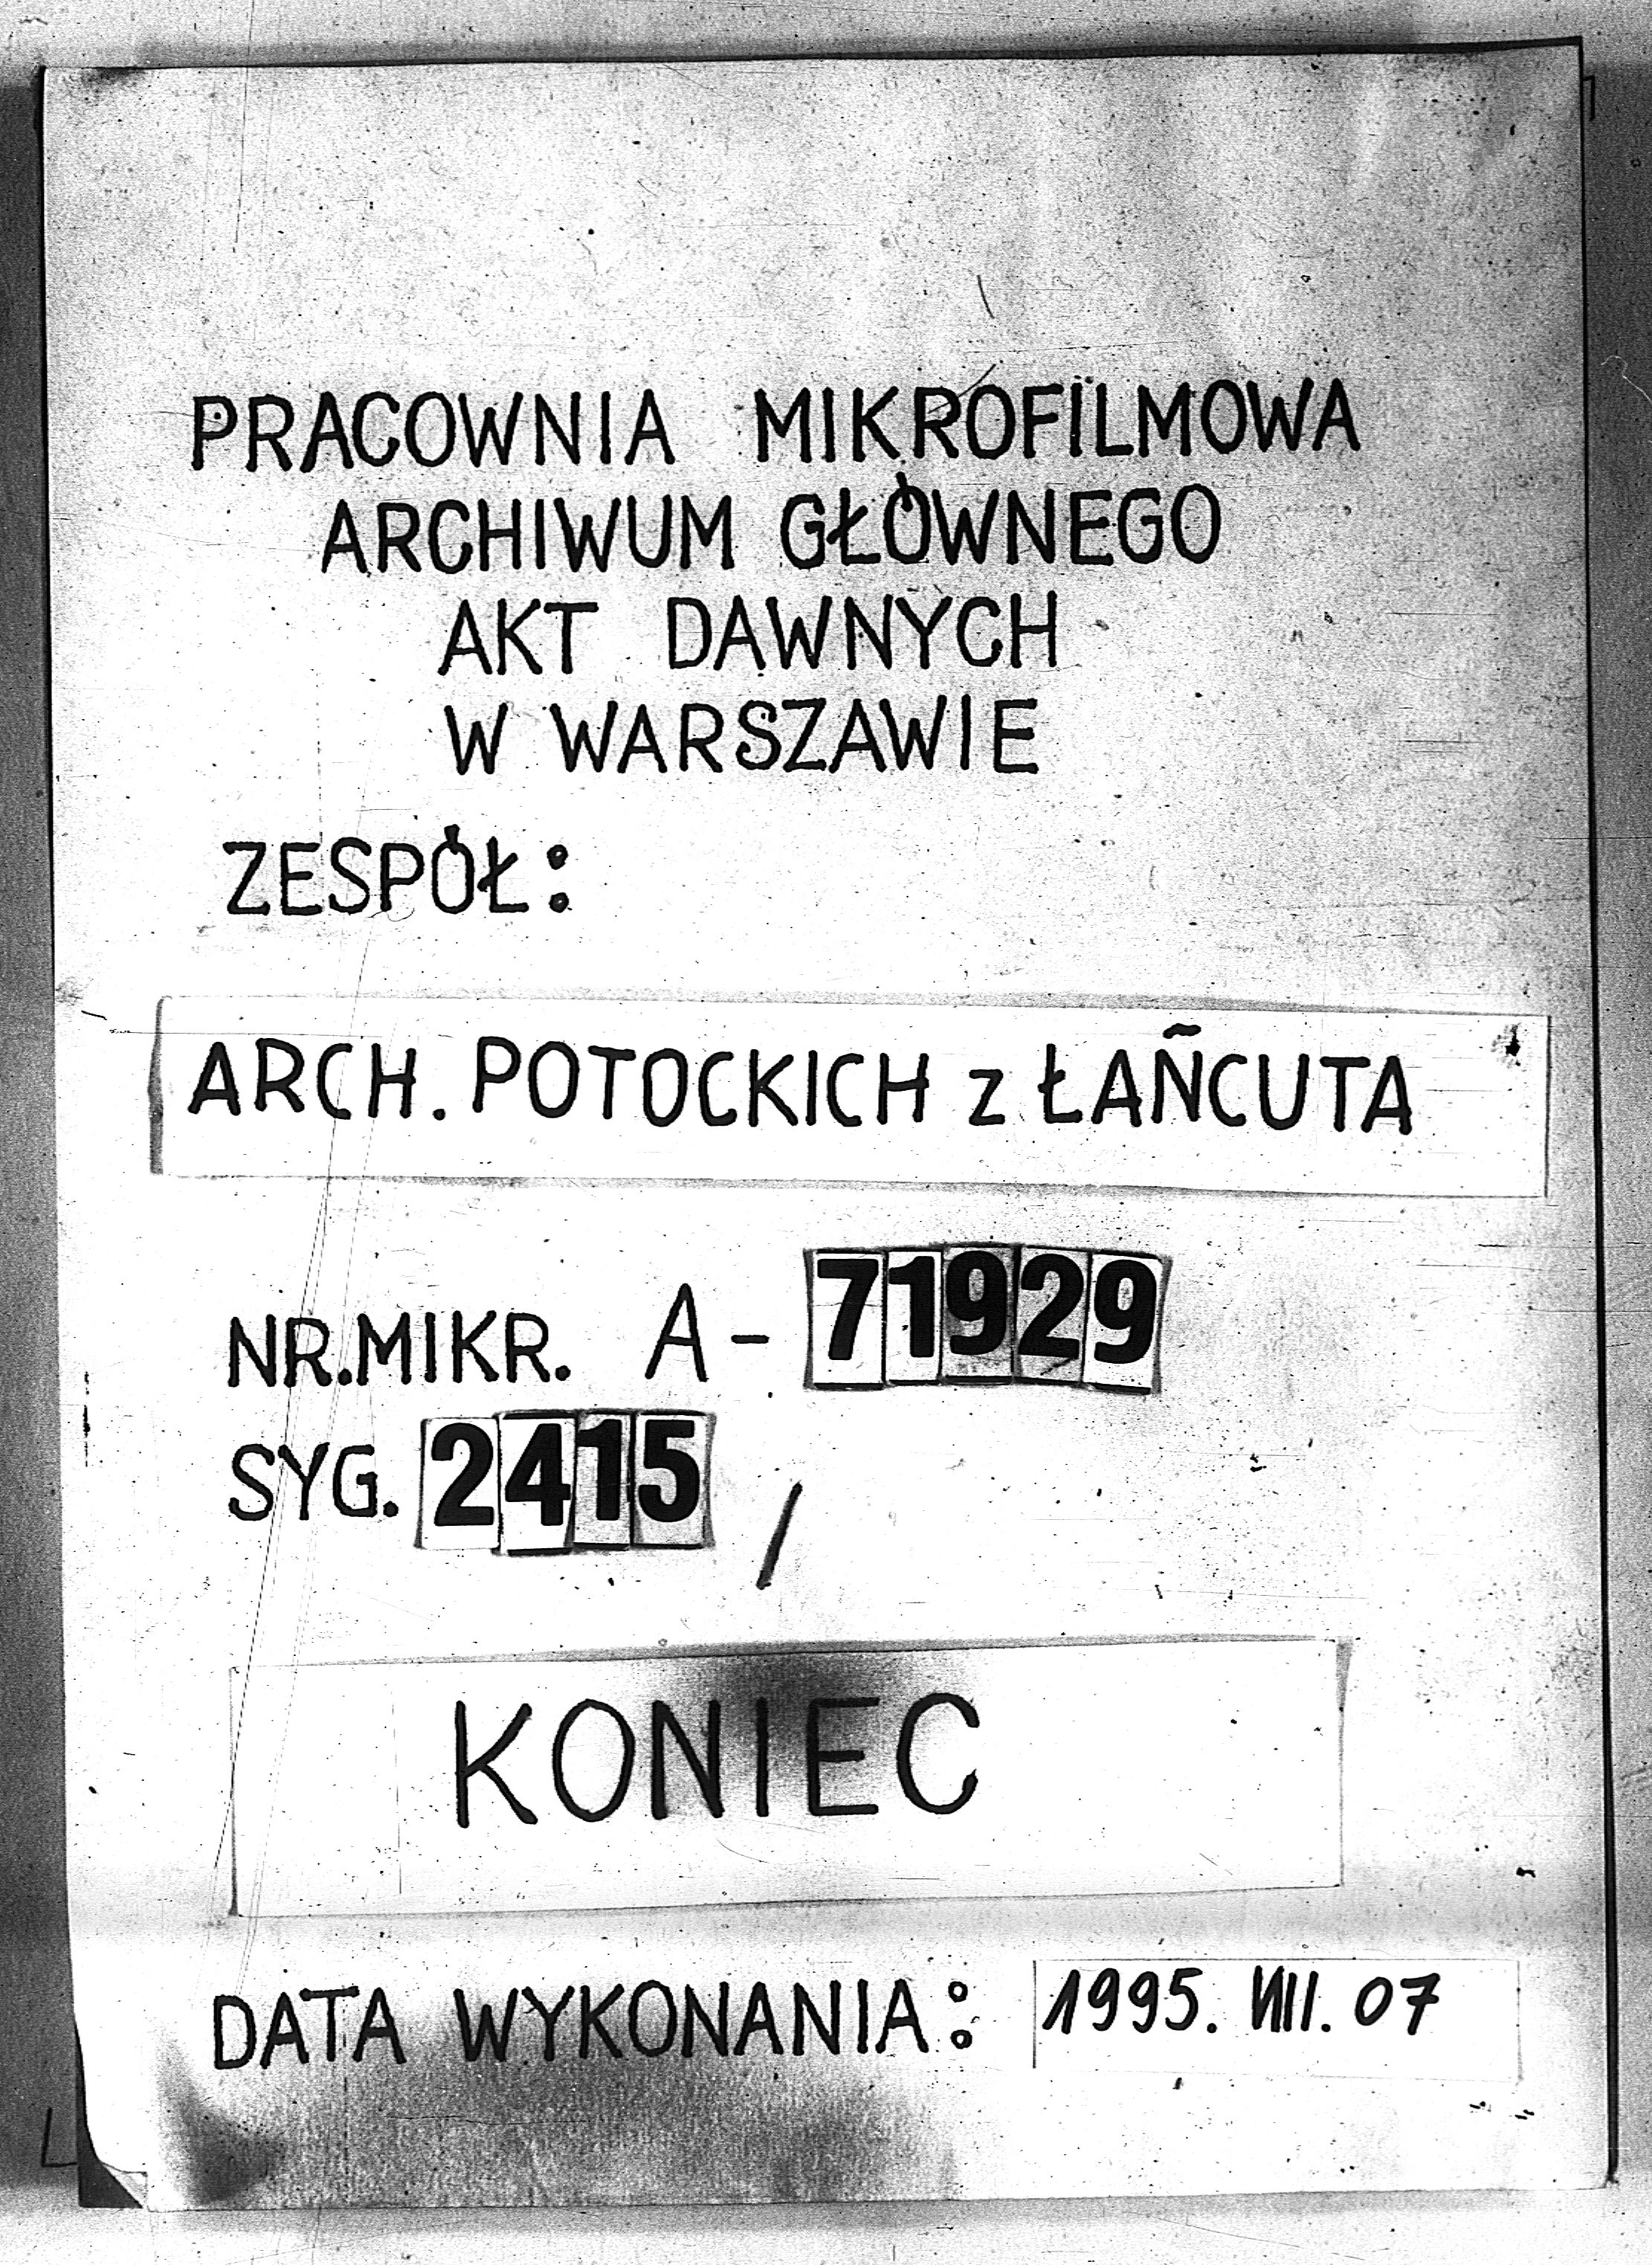 PRACOWNIA MIKROFILMOWA
ARCHIWUM GŁÓWNEGO
AKT DAWNYCH
W WARSZAWIE
ZESPÓŁ:
ARCH. POTOCKICH z ŁAÑCUTA
NR.MIKR. A-71929
SYG. 2415 /
KONIEC
DATA WYKONANIA: 1995. VIII. 07